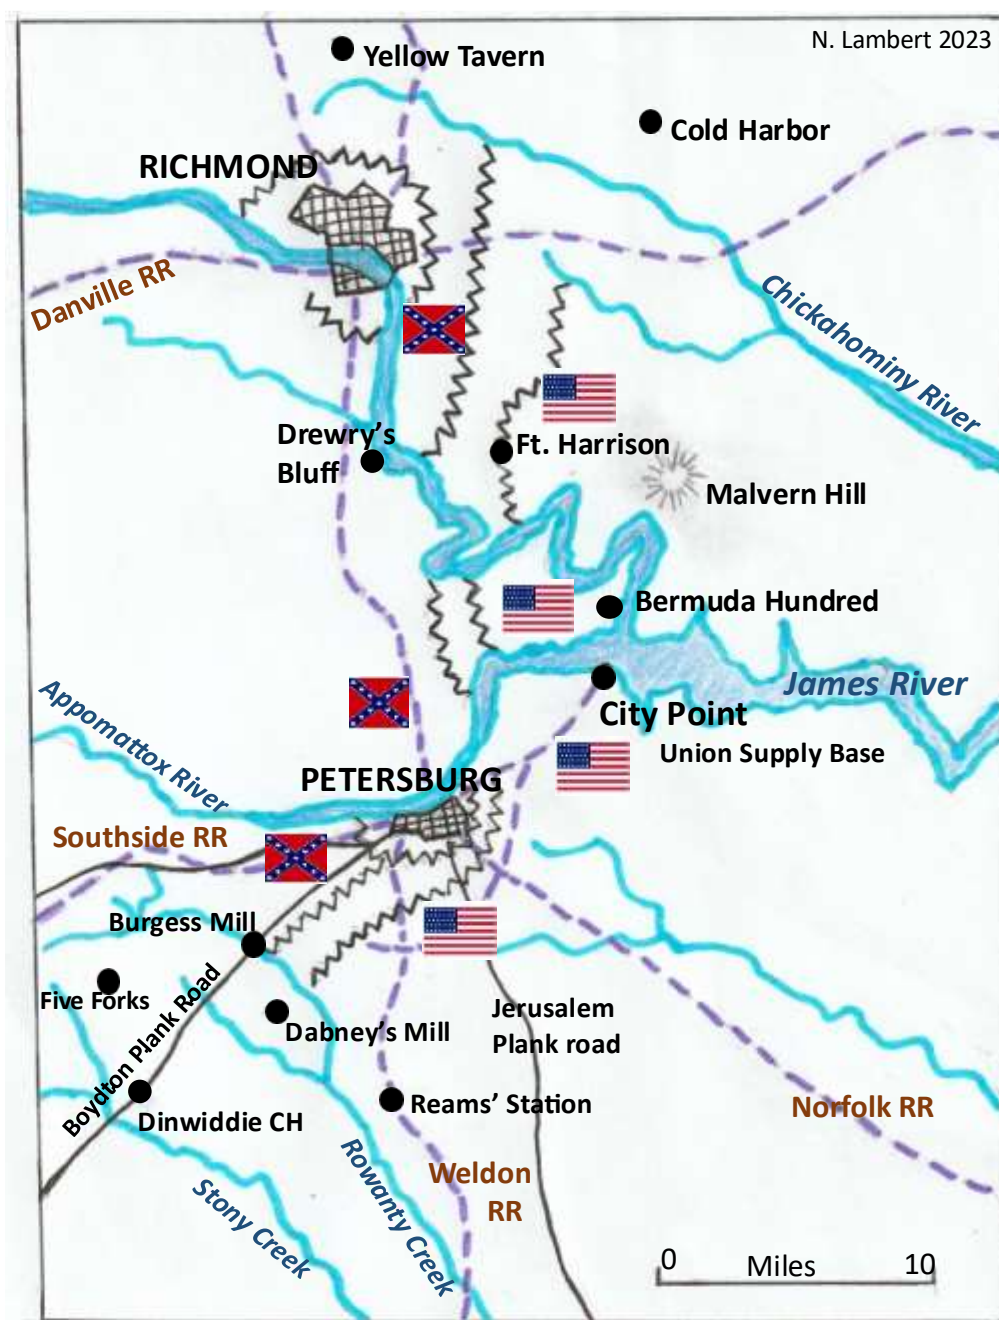 N. Lambert 2023
Yellow Tavern
Cold Harbor
RICHMOND
Danville RR
Chickahominy River
Drewry's
Bluff
Ft. Harrison
Malvern Hill
Bermuda Hundred
James River
City Point
Union Supply Base
Appomattox River
PETERSBURG
Southside RR
Burgess Mill
Five Forks
Boydton Plank Road
Dabney's Mill
Jerusalem
Plank road
Reams' Station
Norfolk RR
Dinwiddie CH
Weldon
RR
Rowanty Creek
Stony Creek
0 Miles 10